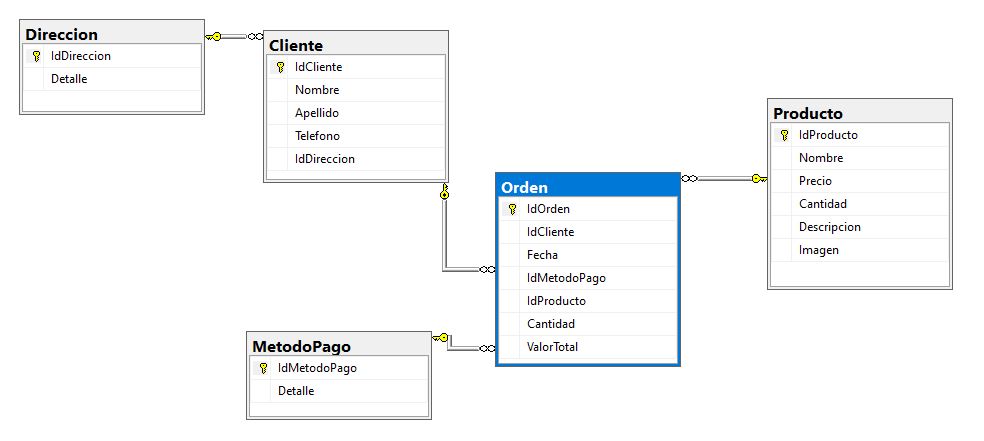 Direccion
IdDireccion
Detalle
Cliente
IdCliente
Nombre
Apellido
Telefono
IdDireccion
Producto
IdProducto
Nombre
Precio
Cantidad
Descripcion
Imagen
Orden
IdOrden
IdCliente
Fecha
IdMetodoPago
IdProducto
Cantidad
ValorTotal
MetodoPago
IdMetodoPago
Detalle